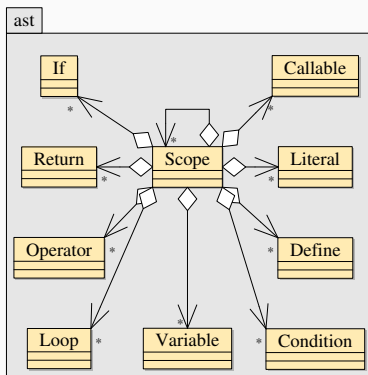 ast
If
Callable
*
*
*
Return
Scope
Literal
*
*
Operator
Define
*
*
Loop
Variable
Condition
*
*
*